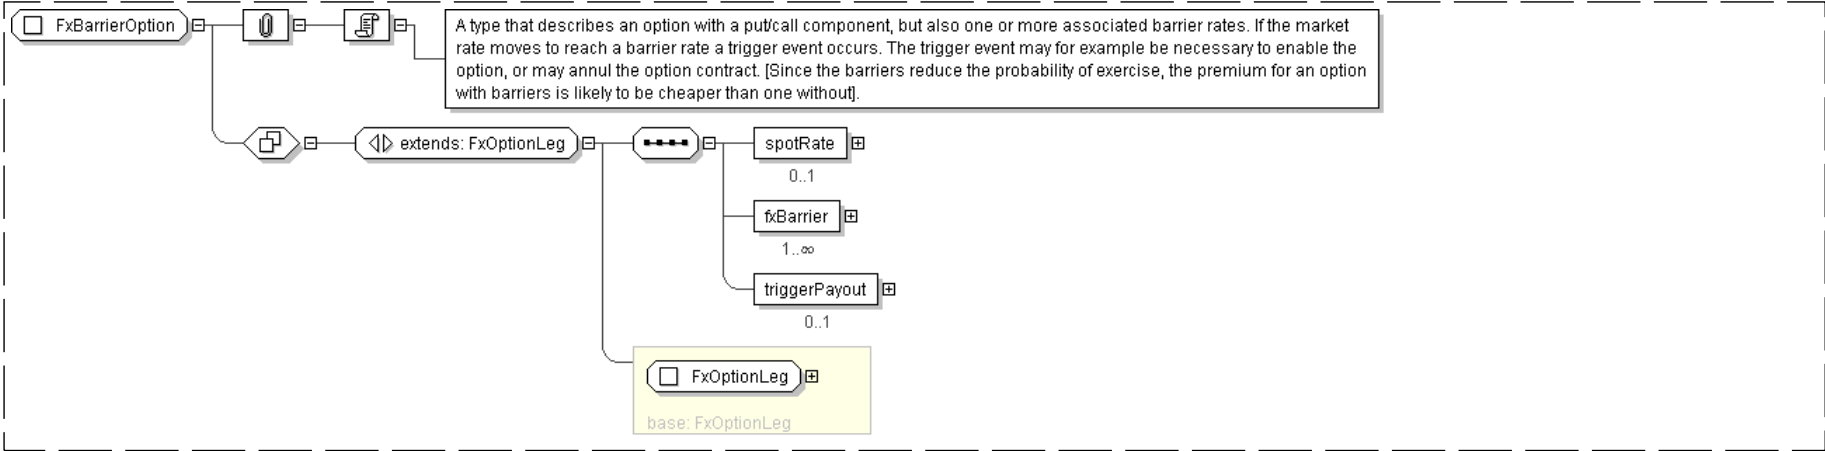 FxBarrierOption
A type that describes an option with a put/call component, but also one or more associated barrier rates. If the market
rate moves to reach a barrier rate a trigger event occurs. The trigger event may for example be necessary to enable the
option, or may annul the option contract. [Since the barriers reduce the probability of exercise, the premium for an option
with barriers is likely to be cheaper than one without].
extends: FxOptionLeg
spotRate
0..1
fxBarrier
1..∞
triggerPayout
0..1
FxOptionLeg
base: FxOptionLeg